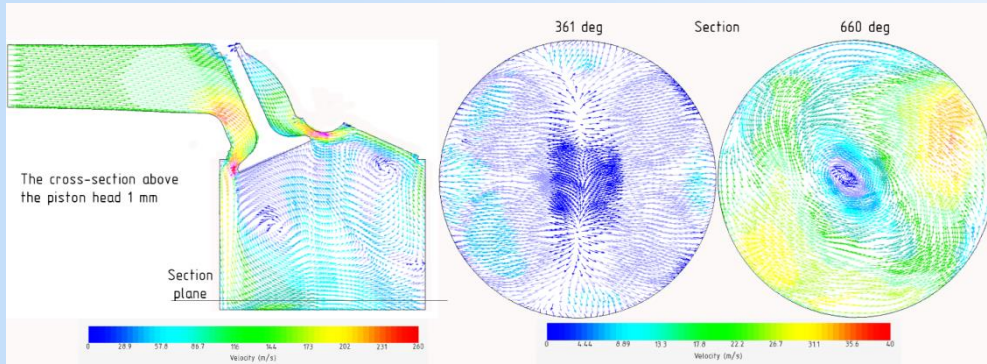 361 deg
Section
660 deg
The cross-section above
the piston head 1 mm
Section
plane
0 28.9 57.8 86.7 116 144 173 202 231 260
Velocity (m/s)
0 4.44 8.89 13.3 17.8 22.2 26.7 31.1 35.6 40
Velocity (m/s)